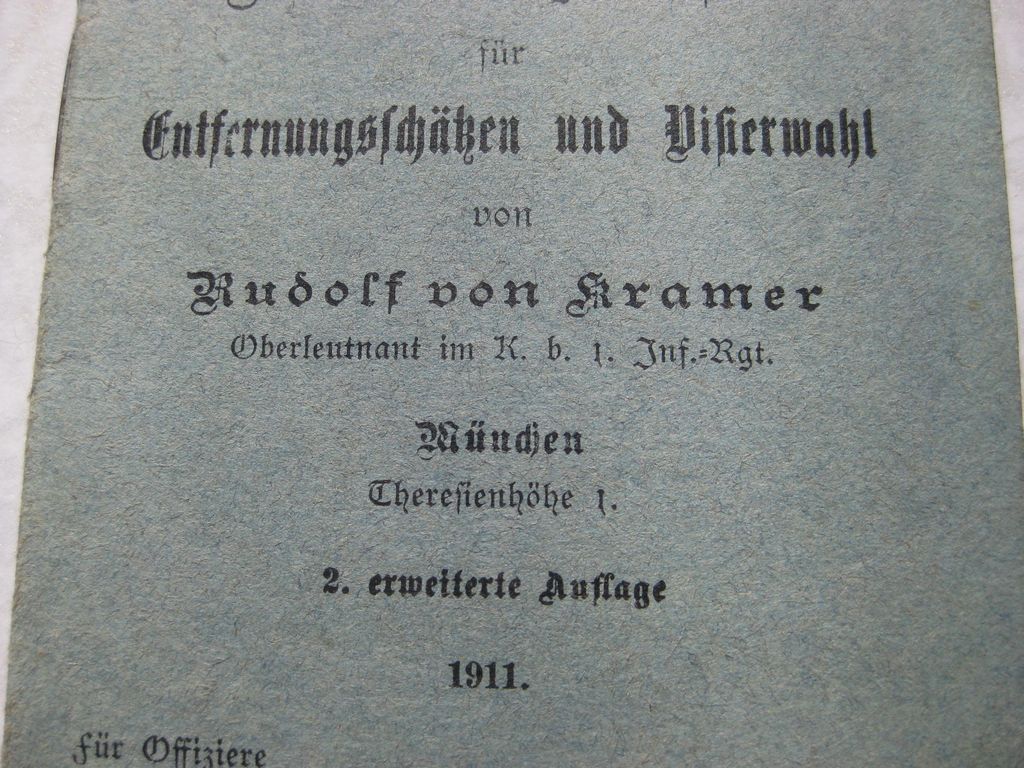 für
Entfernungsschätzen und Visierwahl
von
Rudolf von Kramer
Oberleutnant im K. b. 1. Inf.-Rgt.
München
Theresienhöhe 1.
2. erweiterte Auflage
1911.
Für Offiziere